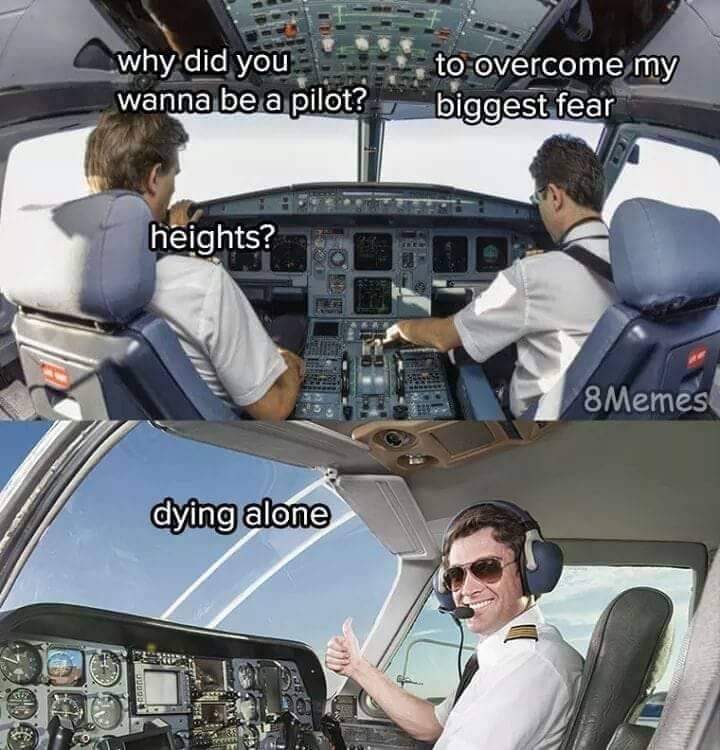 why did you
wanna be a pilot?
to overcome my
biggest fear
heights?
8Memes
dying alone